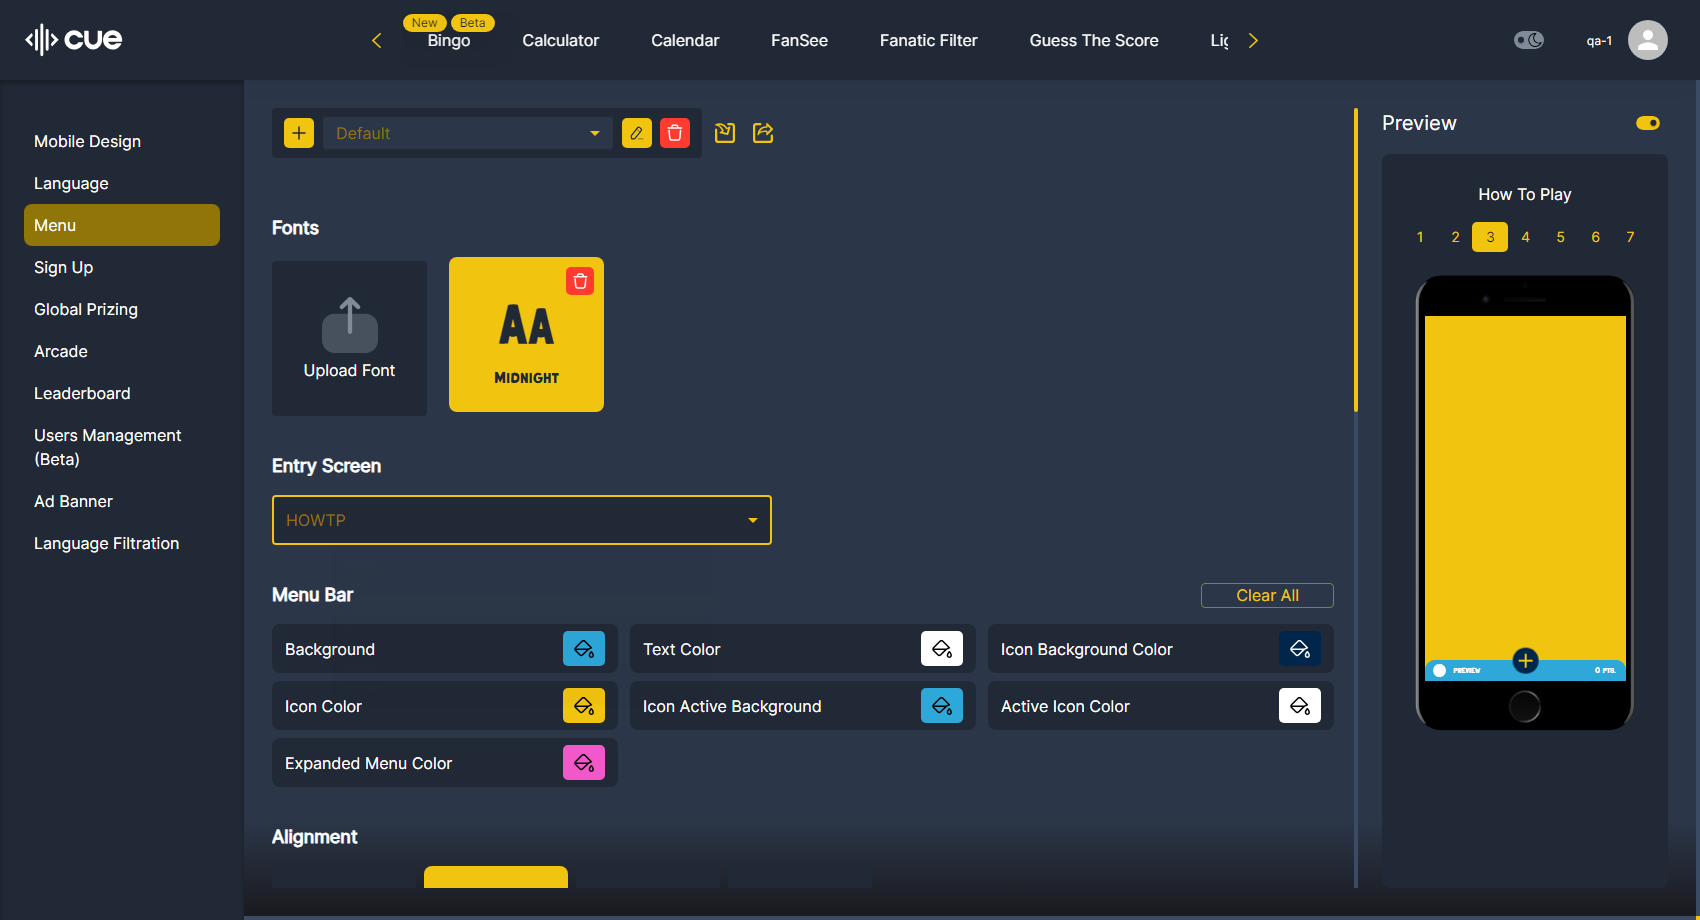 cue
New
Beta
Bingo
Calculator
Calendar
FanSee
Fanatic Filter
Guess The Score
qa-1
Mobile Design
Language
Menu
Sign Up
Global Prizing
Arcade
Leaderboard
Users Management
(Beta)
Ad Banner
Language Filtration
Default
Fonts
Upload Font
AA
MIDNIGHT
Entry Screen
HOWTP
Menu Bar
Clear All
Background
Text Color
Icon Background Color
Icon Color
Icon Active Background
Active Icon Color
Expanded Menu Color
Alignment
Preview
How To Play
1 2 3 4 5 6 7
PREVIEW
0 PTS.